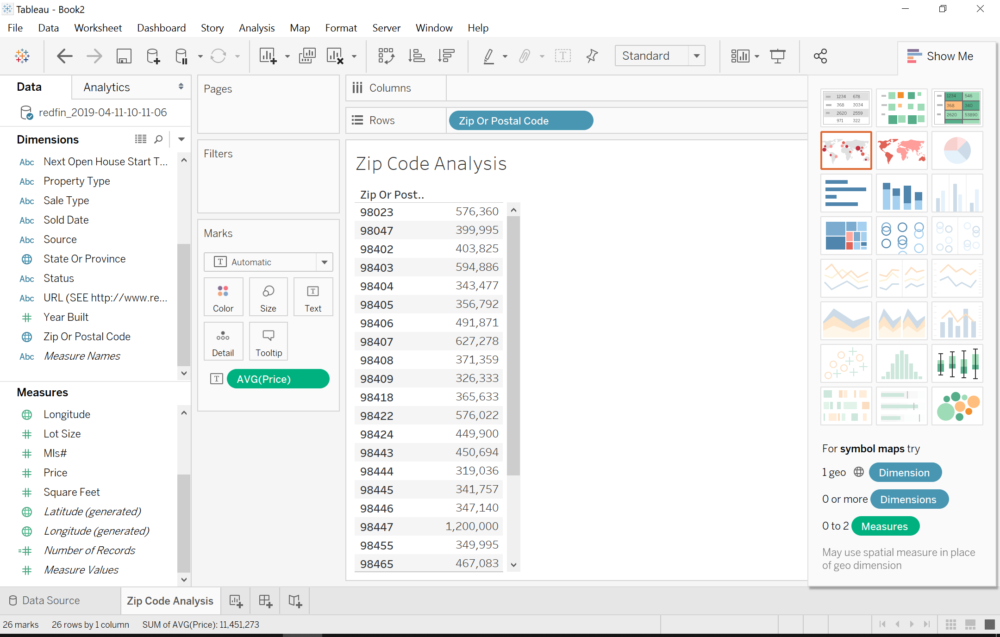 Tableau - Book2
File Data Worksheet Dashboard Story Analysis Map Format Server Window Help
Standard
Show Me
Data
Analytics
redfin_2019-04-11-10-11-06
Dimensions
Abc Next Open House Start T...
Abc Property Type
Abc Sale Type
Abc Sold Date
Abc Source
State Or Province
Abc Status
Abc URL (SEE http://www.re...
Year Built
Zip Or Postal Code
Abc Measure Names
Measures
Longitude
Lot Size
Mls#
Price
Square Feet
Latitude (generated)
Longitude (generated)
Number of Records
Measure Values
Pages
Filters
Marks
T Automatic
Color
Size
T Text
Detail
Tooltip
T AVG(Price)
Columns
Rows
Zip Or Postal Code
Zip Code Analysis
Zip Or Post..
98023 576,360
98047 399,995
98402 403,825
98403 594,886
98404 343,477
98405 356,792
98406 491,871
98407 627,278
98408 371,359
98409 326,333
98418 365,633
98422 576,022
98424 449,900
98443 450,694
98444 319,036
98445 341,757
98446 347,140
98447 1,200,000
98455 349,995
98465 467,083
1234 678
368 3034
2620 2559
971 322
1234 546
368 340
2620 53890
For symbol maps try
1 geo Dimension
0 or more Dimensions
0 to 2 Measures
May use spatial measure in place
of geo dimension
Data Source
Zip Code Analysis
26 marks 26 rows by 1 column SUM of AVG(Price): 11,451,273